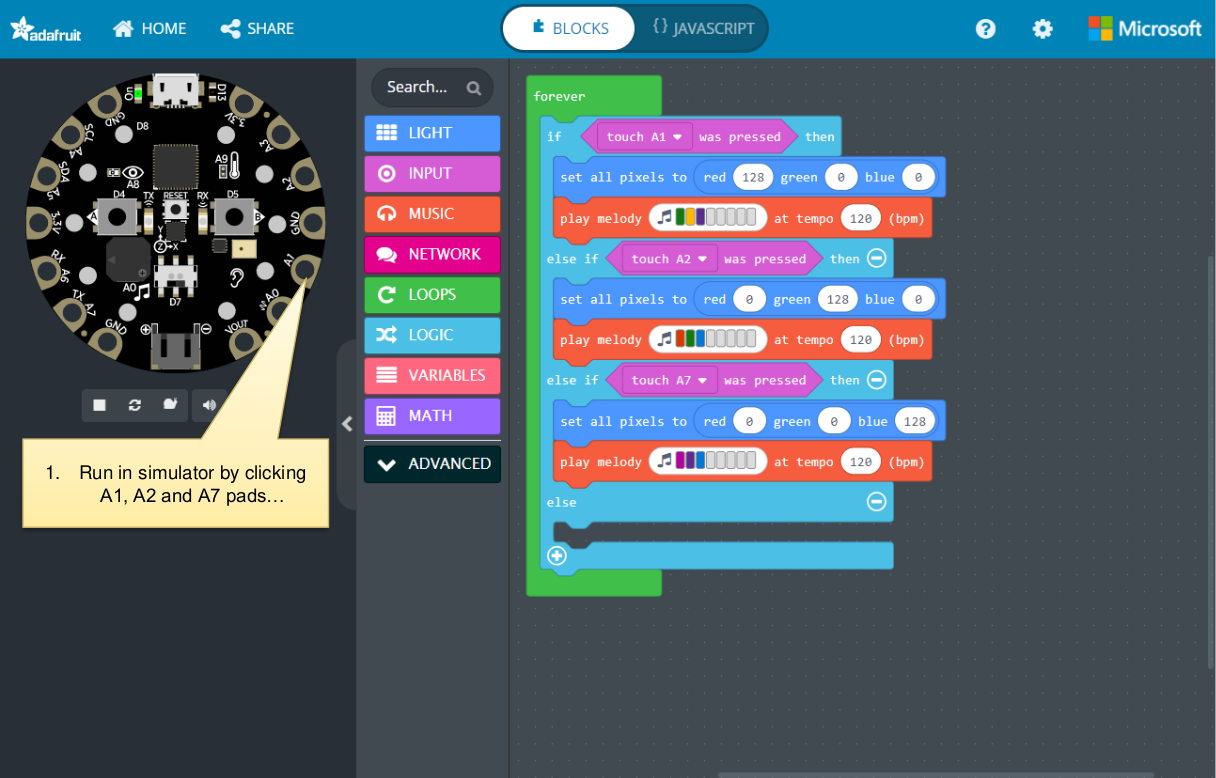 adafruit HOME SHARE BLOCKS {} JAVASCRIPT ? Microsoft
On D13
GND 3.3V
SCL D8 A3
A4
SDA A9 A2
A5 A8
D4 TX RESET RX D5
3.3V A B GND
Y
Z X
RX A1
A6
A0
TX D7 A0
A7
GND VOUT
1. Run in simulator by clicking
A1, A2 and A7 pads…
Search...
LIGHT
INPUT
MUSIC
NETWORK
LOOPS
LOGIC
VARIABLES
MATH
ADVANCED
forever
if touch A1 was pressed then
set all pixels to red 128 green 0 blue 0
play melody at tempo 120 (bpm)
else if touch A2 was pressed then
set all pixels to red 0 green 128 blue 0
play melody at tempo 120 (bpm)
else if touch A7 was pressed then
set all pixels to red 0 green 0 blue 128
play melody at tempo 120 (bpm)
else